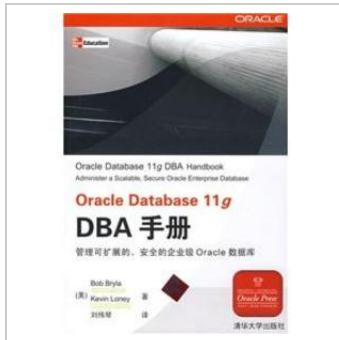 ORACLE
Education
Oracle Database 11g DBA Handbook
Administer a Scalable, Secure Oracle Enterprise Database
Oracle Database 11g
DBA 手册
管理可扩展的、安全的企业级 Oracle 数据库
Bob Bryla
(美) Kevin Loney 著
刘伟琴 译
Oracle Press
清华大学出版社